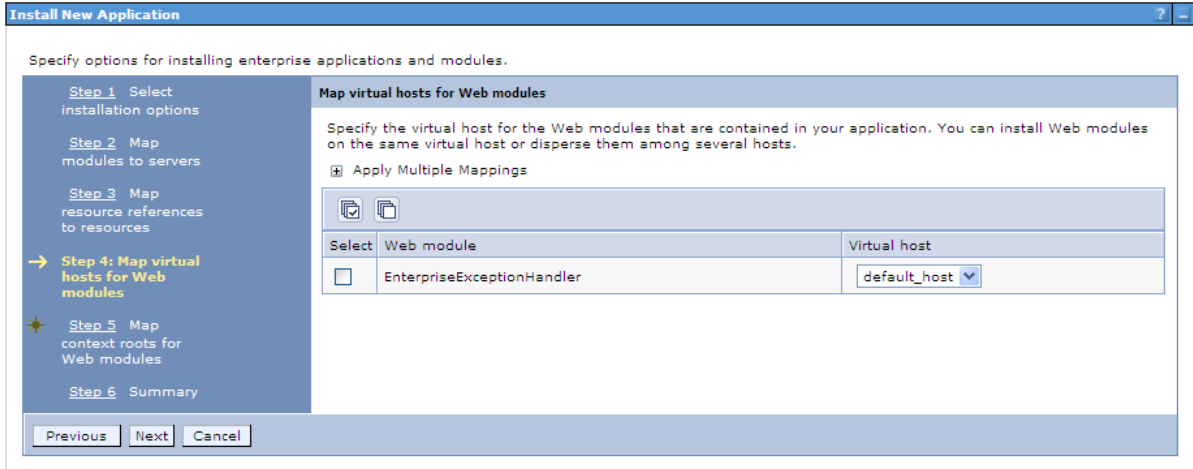 Install New Application
?
Specify options for installing enterprise applications and modules.
Step 1 Select
installation options
Step 2 Map
modules to servers
Step 3 Map
resource references
to resources
Step 4: Map virtual
hosts for Web
modules
Step 5 Map
context roots for
Web modules
Step 6 Summary
Map virtual hosts for Web modules
Specify the virtual host for the Web modules that are contained in your application. You can install Web modules
on the same virtual host or disperse them among several hosts.
Apply Multiple Mappings
Select Web module Virtual host
EnterpriseExceptionHandler default_host
Previous Next Cancel